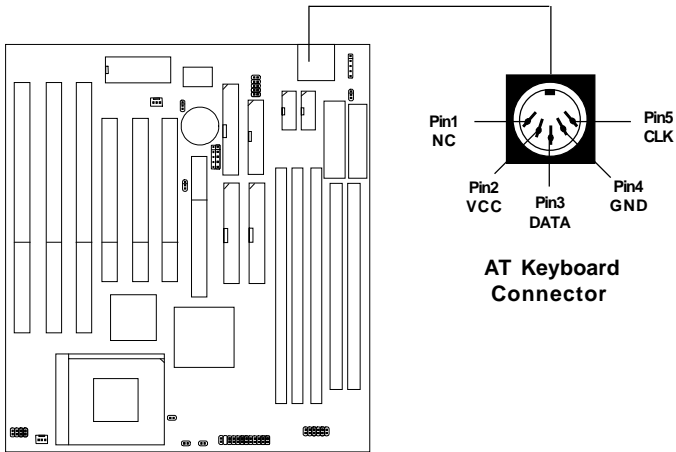 Pin1
NC
Pin5
CLK
Pin2
VCC
Pin3
DATA
Pin4
GND
AT Keyboard
Connector